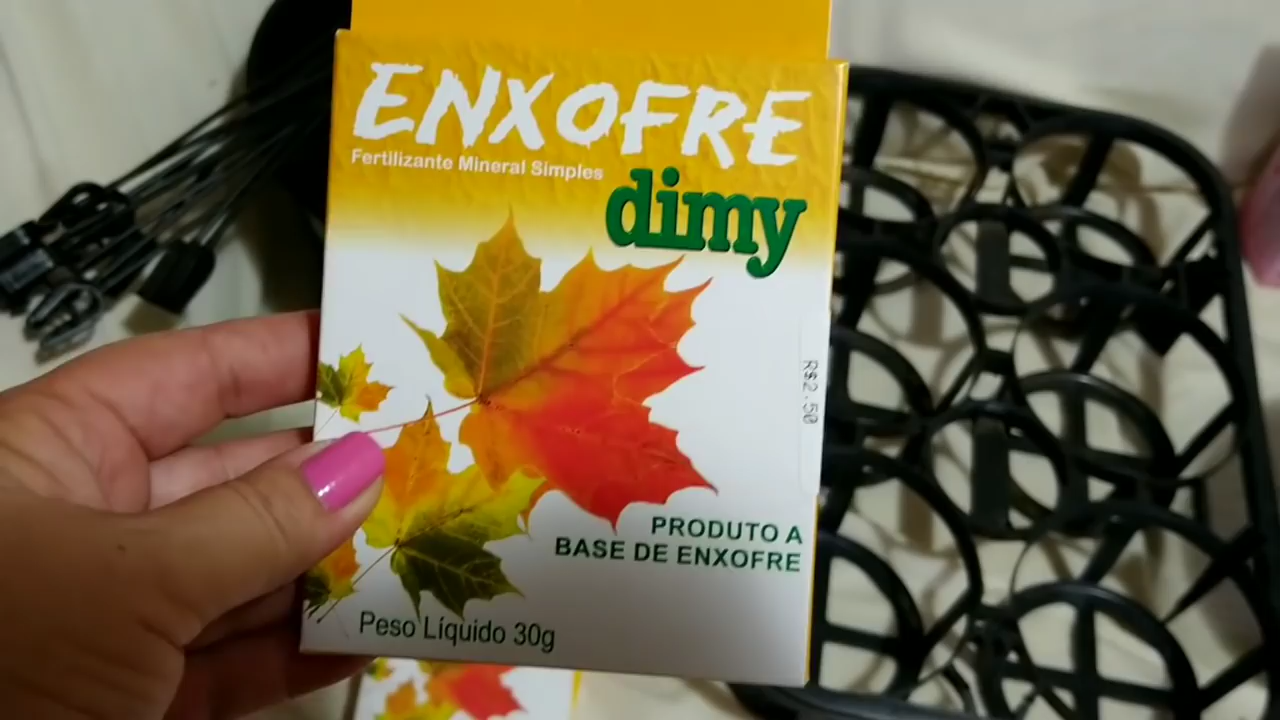 ENXOFRE
Fertilizante Mineral Simples
dimy
R$2.50
PRODUTO A
BASE DE ENXOFRE
Peso Líquido 30g